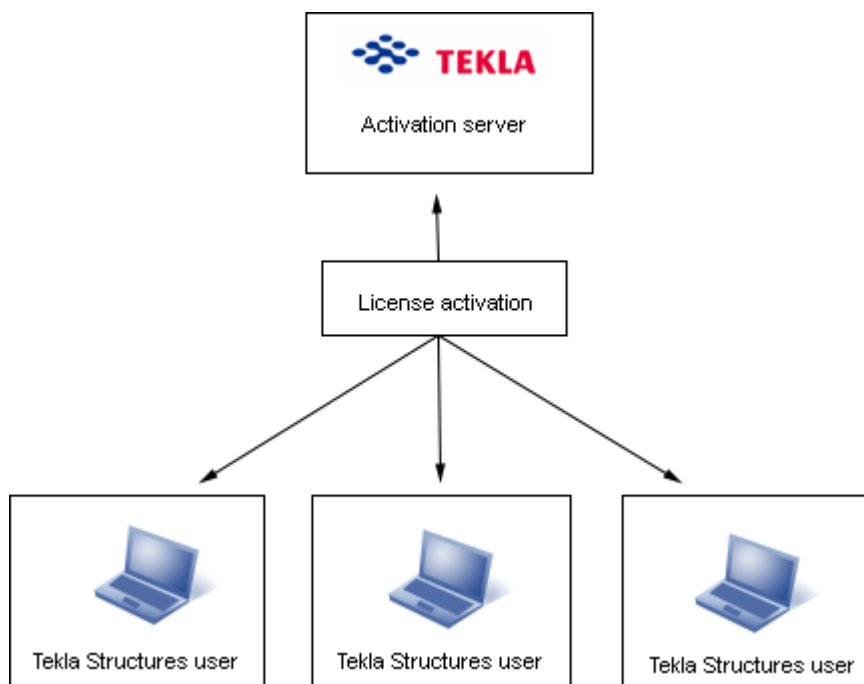 TEKLA
Activation server
License activation
Tekla Structures user
Tekla Structures user
Tekla Structures user